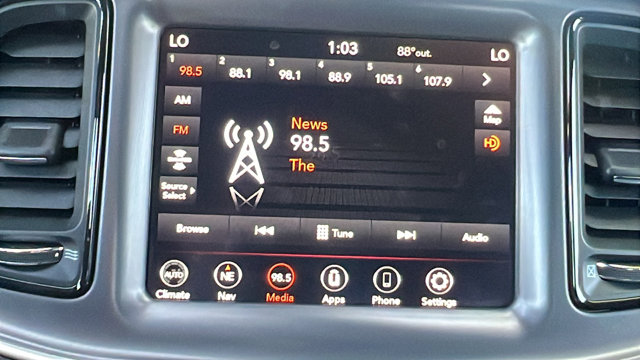 LO 1:03 88°out. LO
1 98.5 2 88.1 3 98.1 4 88.9 5 105.1 6 107.9
AM
Map
FM
News
HD
98.5
The
Source
Select
Browse Tune Audio
AUTO NE 98.5
Climate Nav Media Apps Phone Settings